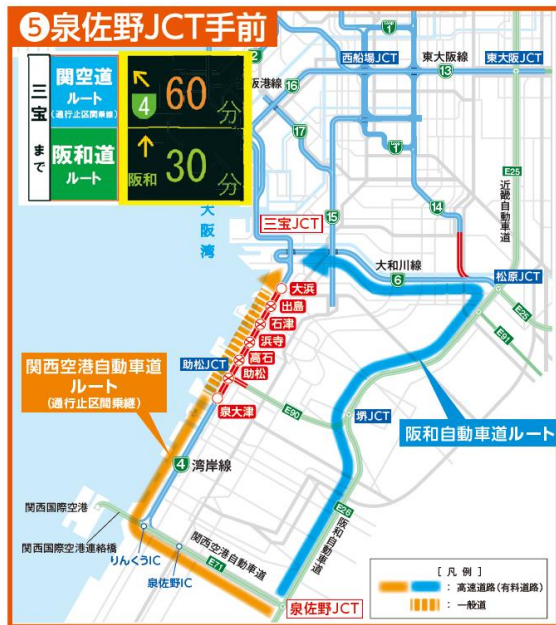 ⑤泉佐野JCT手前
三宝まで
関空道
ルート
(通行止区間乗継)
4
60分
阪和道
ルート
阪和
30分
2
阪港線
16
17
大阪湾
1
西船場JCT
東大阪線
13
東大阪JCT
1
E25
近畿自動車道
14
15
三宝JCT
大和川線
6
松原JCT
E25
E91
大浜
出島
石津
浜寺
高石
助松JCT
助松
泉大津
E90
堺JCT
関西空港自動車道
ルート
(通行止区間乗継)
阪和自動車道ルート
4
湾岸線
E26
阪和自動車道
関西国際空港
関西国際空港連絡橋
りんくうIC
泉佐野IC
E71
関西空港自動車道
泉佐野JCT
[ 凡 例 ]
: 高速道路(有料道路)
: 一般道